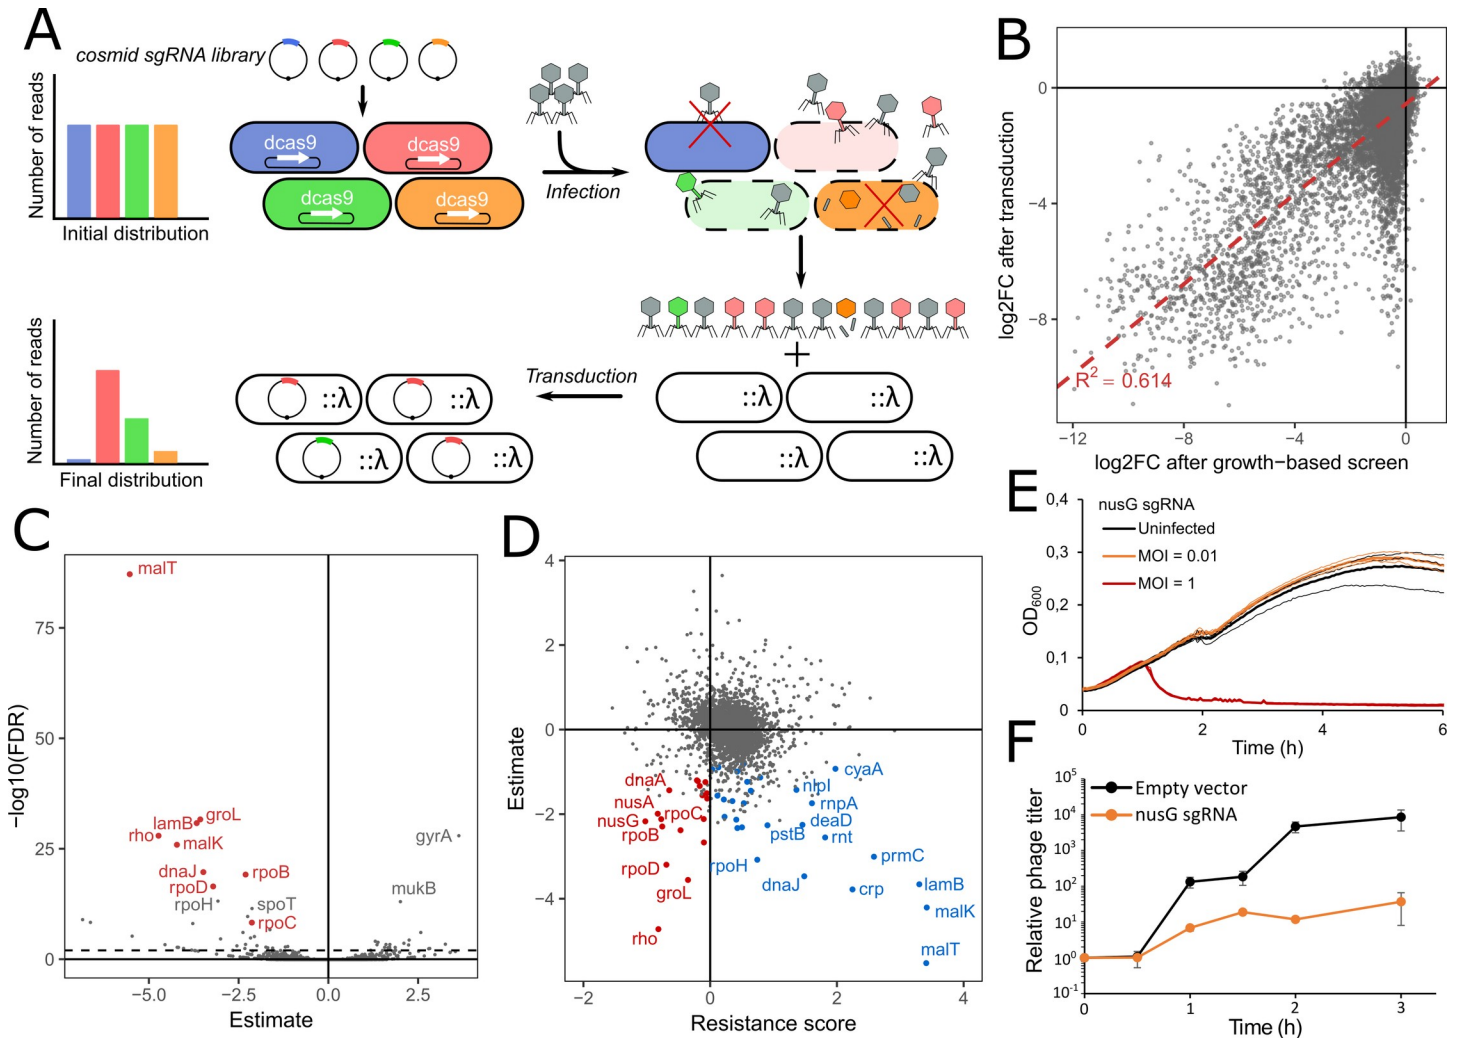 A
cosmid sgRNA library
Number of reads
Initial distribution
dcas9
dcas9
dcas9
dcas9
Infection
Number of reads
Final distribution
Transduction
+
::λ
::λ
::λ
::λ
::λ
::λ
::λ
::λ
B
log2FC after transduction
0
−4
−8
R² = 0.614
−12
−8
−4
0
log2FC after growth−based screen
C
−log10(FDR)
75
50
25
0
malT
groL
lamB
rho
malK
gyrA
dnaJ
rpoB
rpoD
rpoH
mukB
spoT
rpoC
−5.0
−2.5
0.0
2.5
Estimate
D
Estimate
4
2
0
−2
−4
cyaA
dnaA
nlpI
nusA
rpoC
rnpA
nusG
deaD
rpoB
pstB
rnt
rpoD
rpoH
prmC
dnaJ
groL
crp
lamB
malK
rho
malT
−2
0
2
4
Resistance score
E
OD600
0,4
0,3
0,2
0,1
0
nusG sgRNA
Uninfected
MOI = 0.01
MOI = 1
0
2
4
6
Time (h)
F
Relative phage titer
10⁵
10⁴
10³
10²
10¹
10⁰
10⁻¹
Empty vector
nusG sgRNA
0
1
2
3
Time (h)